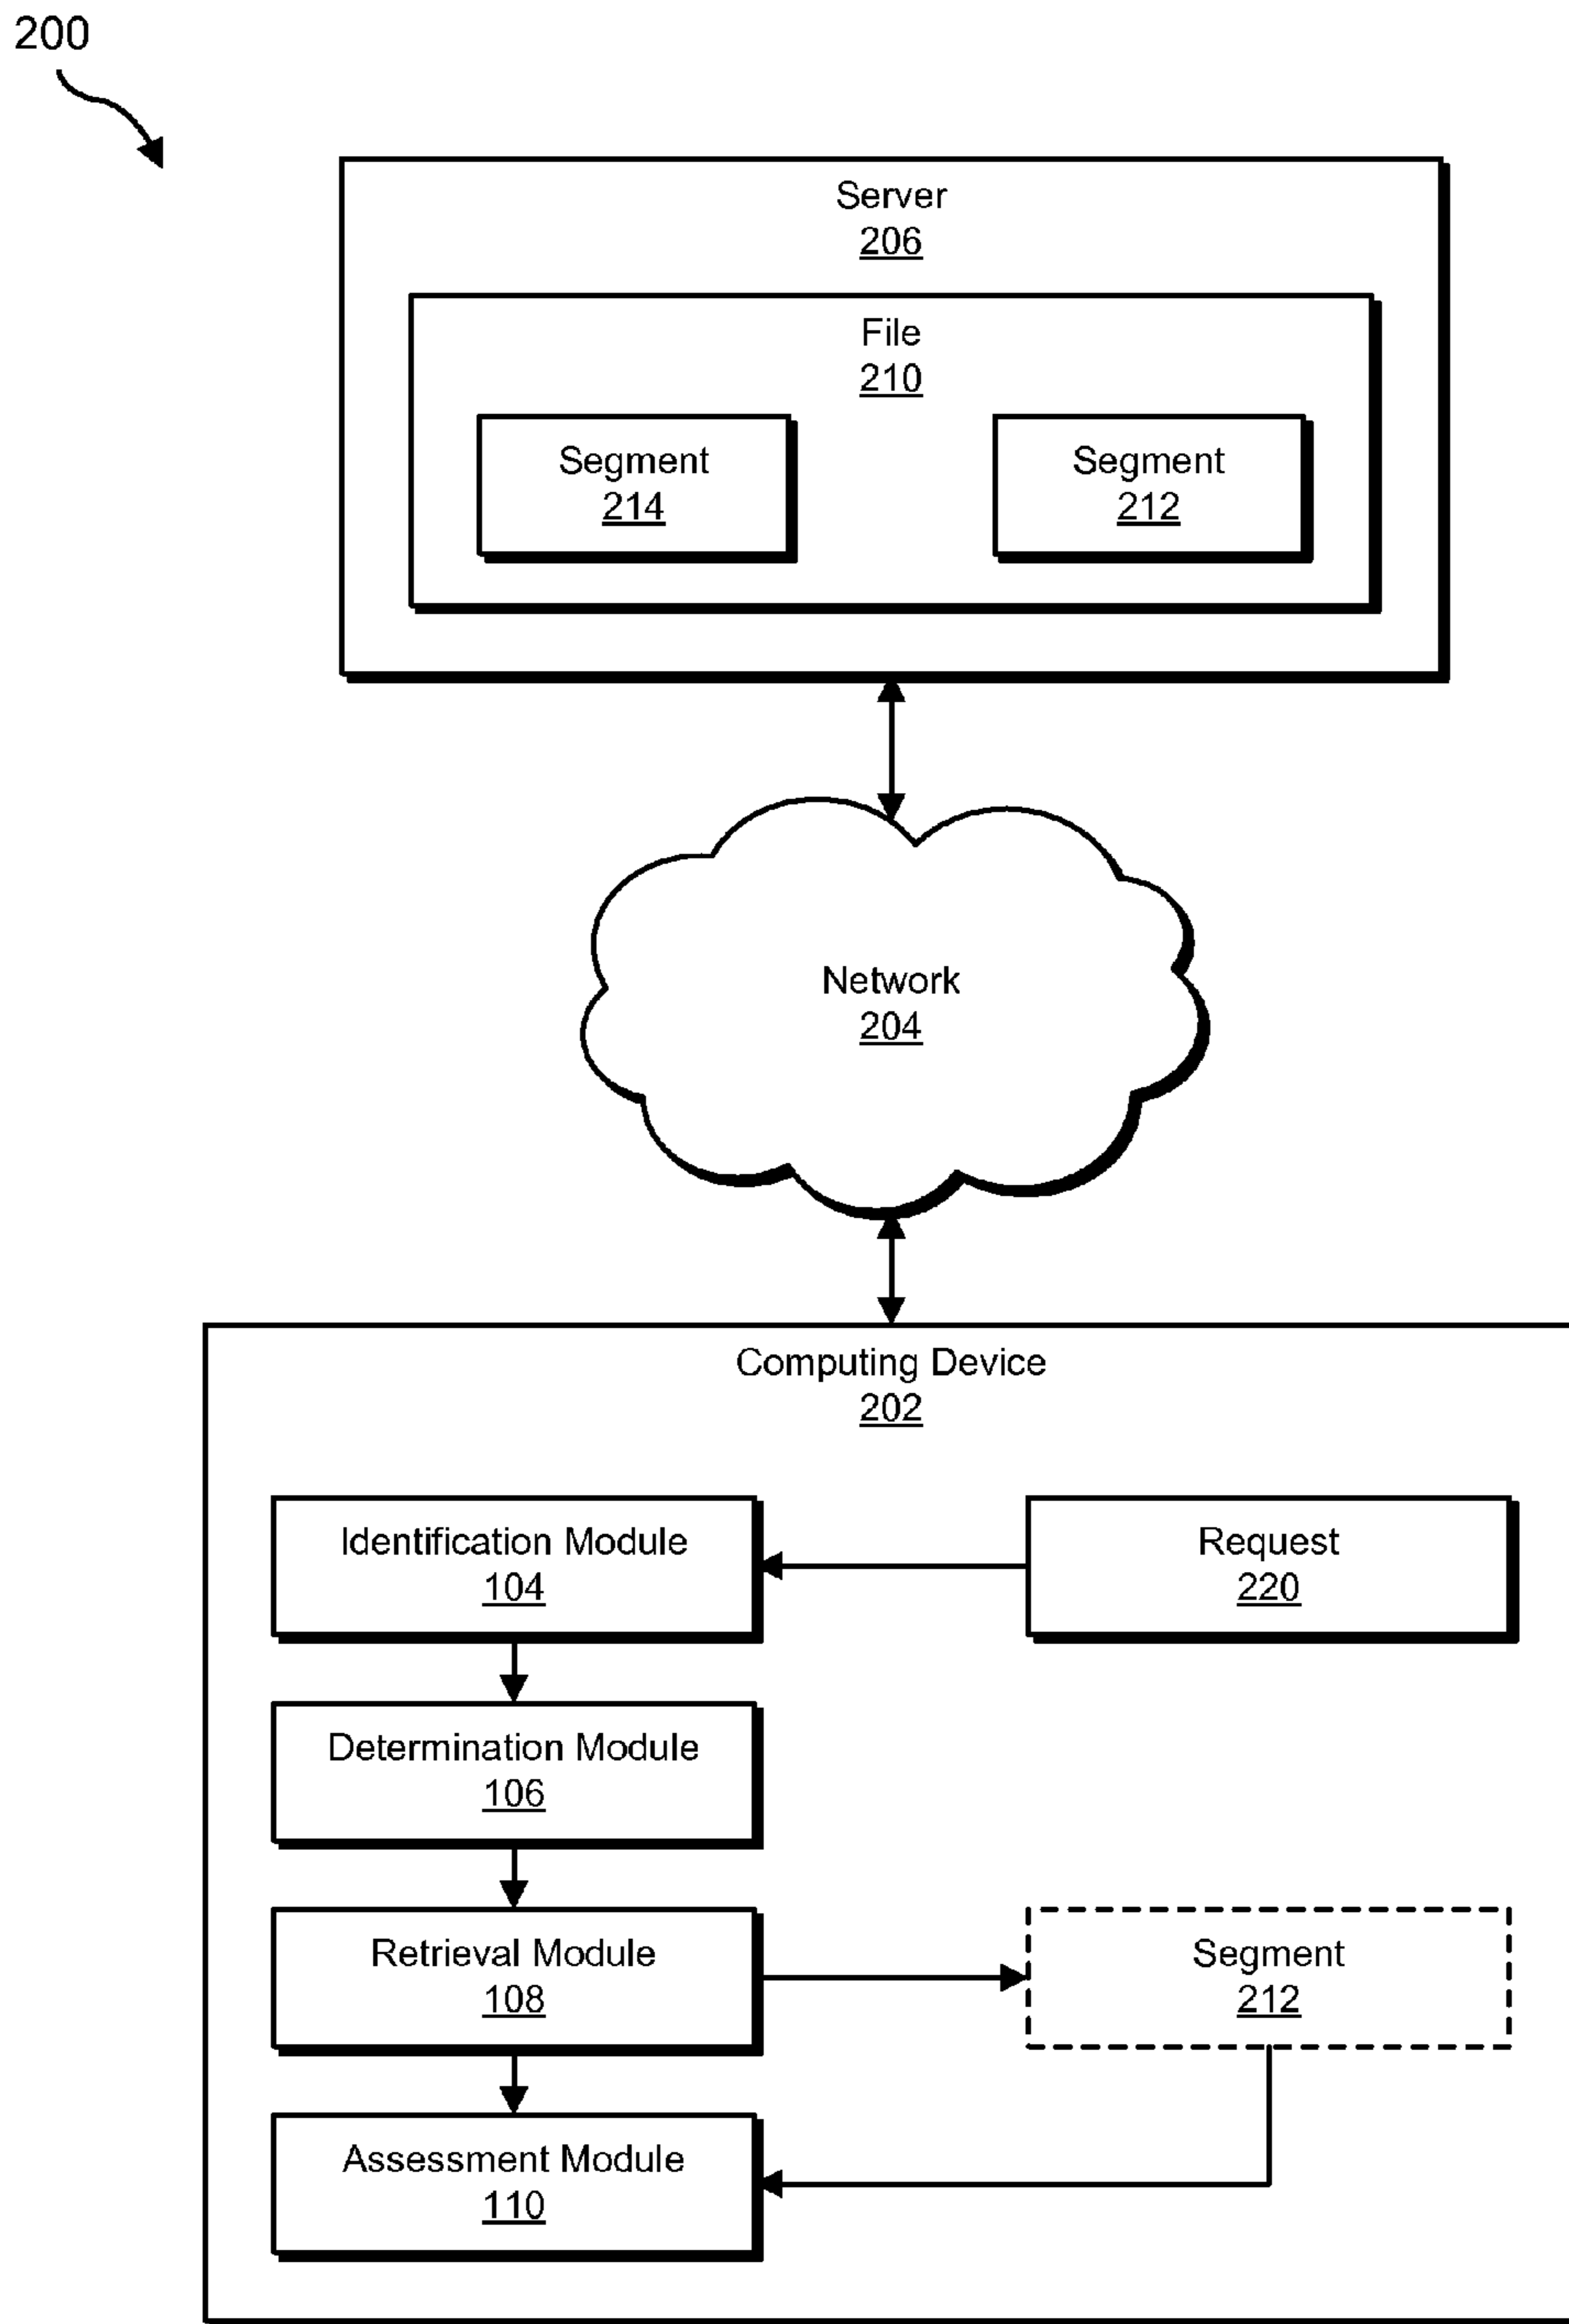 200
Server
206
File
210
Segment
214
Segment
212
Network
204
Computing Device
202
Identification Module
104
Request
220
Determination Module
106
Retrieval Module
108
Segment
212
Assessment Module
110